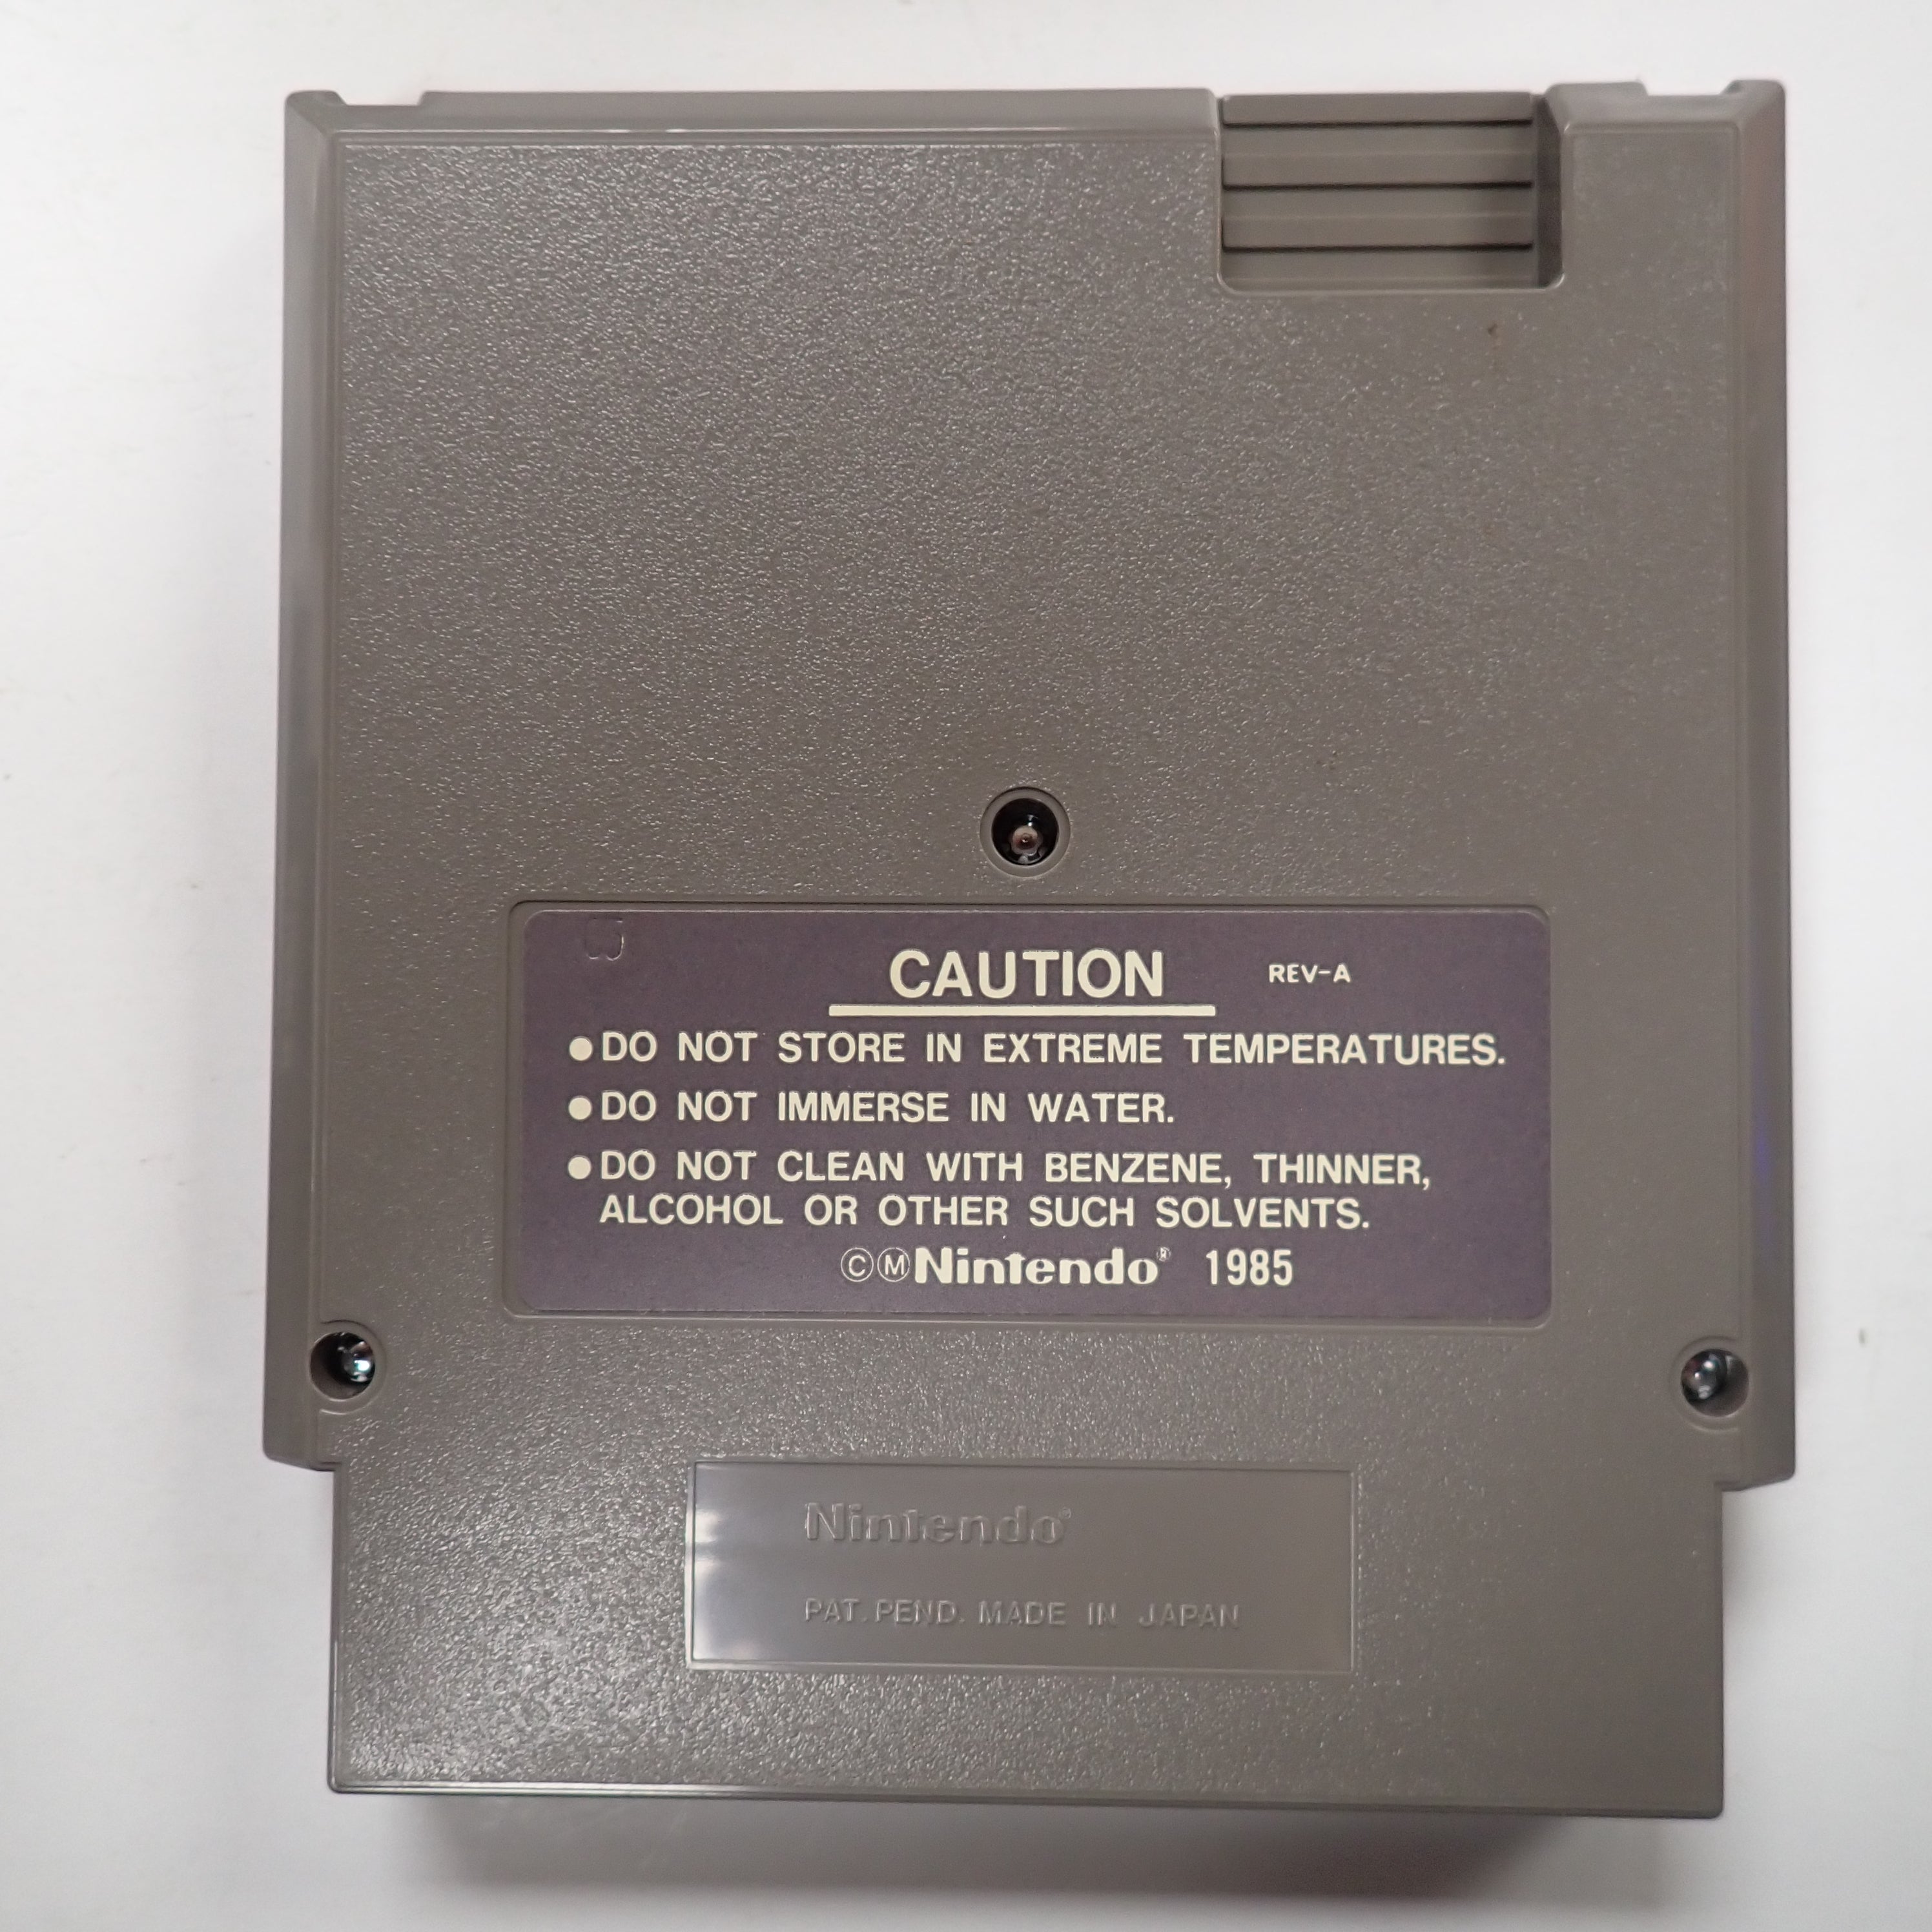 CAUTION REV-A
●DO NOT STORE IN EXTREME TEMPERATURES.
●DO NOT IMMERSE IN WATER.
●DO NOT CLEAN WITH BENZENE, THINNER,
ALCOHOL OR OTHER SUCH SOLVENTS.
©ⓂNintendo® 1985
Nintendo®
PAT. PEND. MADE IN JAPAN